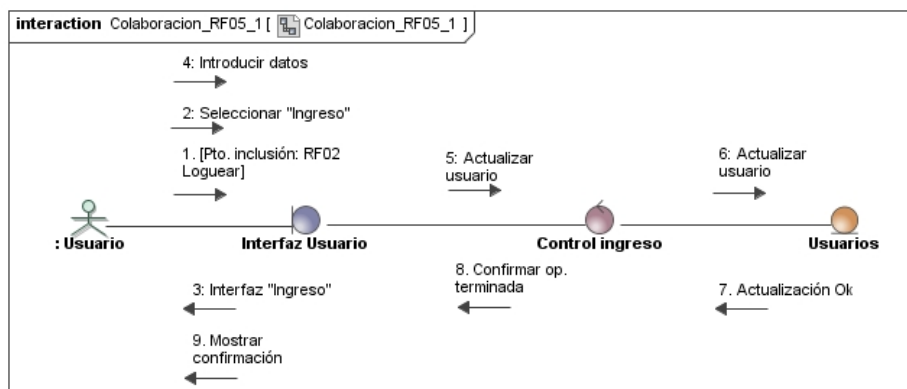 interaction Colaboracion_RF05_1 [ Colaboracion_RF05_1 ]
4: Introducir datos
2: Seleccionar "Ingreso"
1. [Pto. inclusión: RF02
Loguear]
5: Actualizar
usuario
6: Actualizar
usuario
: Usuario
Interfaz Usuario
Control ingreso
Usuarios
3: Interfaz "Ingreso"
8. Confirmar op.
terminada
7. Actualización Ok
9. Mostrar
confirmación